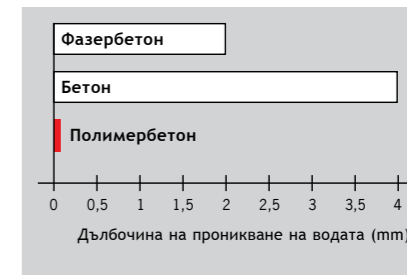 Фазербетон
Бетон
Полимербетон
0 0,5 1 1,5 2 2,5 3 3,5 4
Дълбочина на проникване на водата (mm)